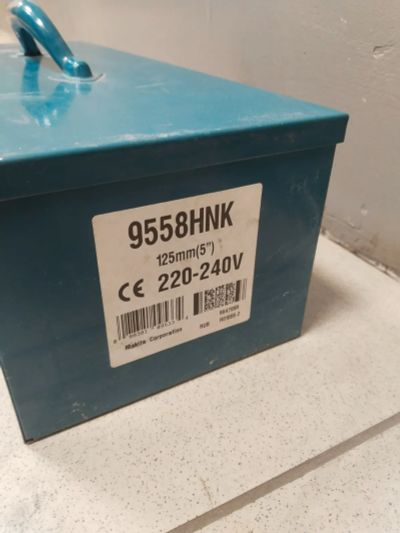 9558HNK
125mm(5")
CE 220-240V
Makita Corporation